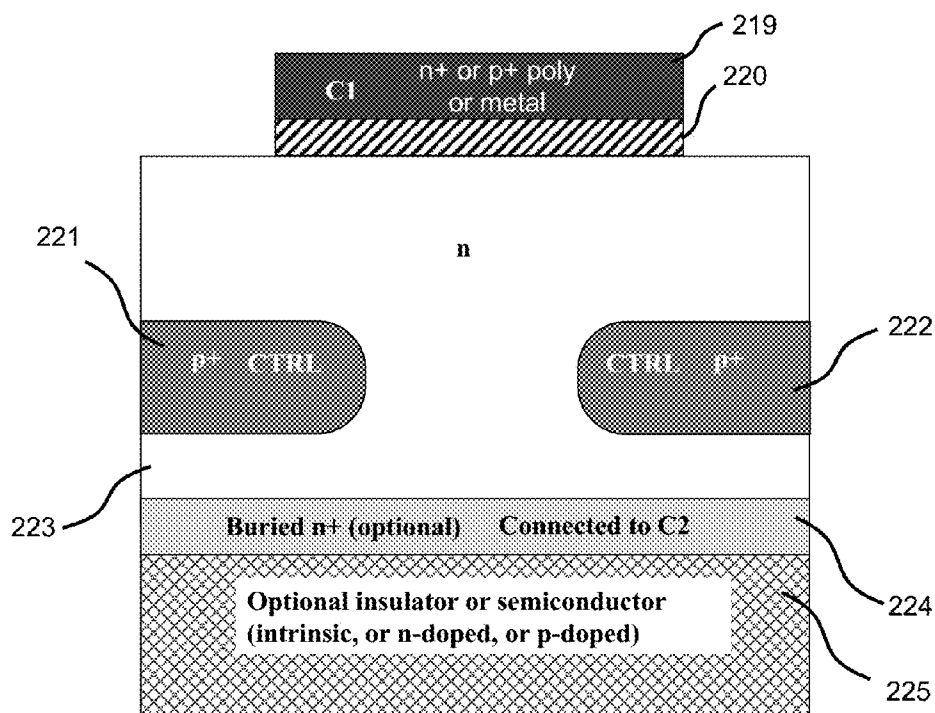 219
n+ or p+ poly
C1
or metal
220
n
221
222
p+ CTRL
CTRL p+
223
Buried n+ (optional) Connected to C2
224
Optional insulator or semiconductor
(intrinsic, or n-doped, or p-doped)
225